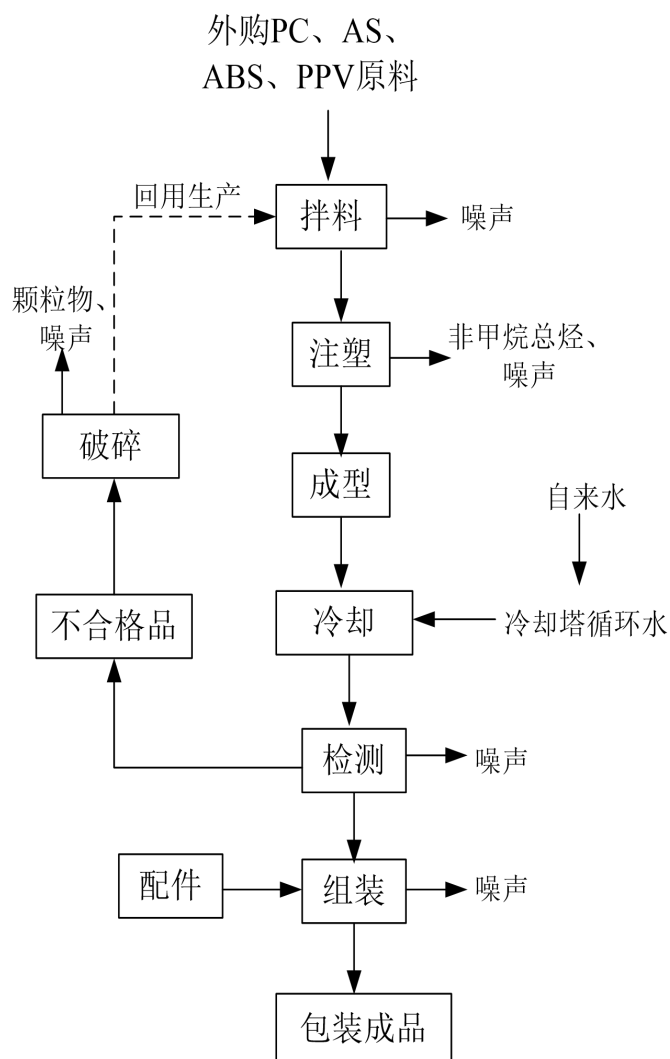 外购PC、AS、
ABS、PPV原料
回用生产
拌料
噪声
颗粒物、
噪声
注塑
非甲烷总烃、
噪声
破碎
成型
自来水
不合格品
冷却
冷却塔循环水
检测
噪声
配件
组装
噪声
包装成品